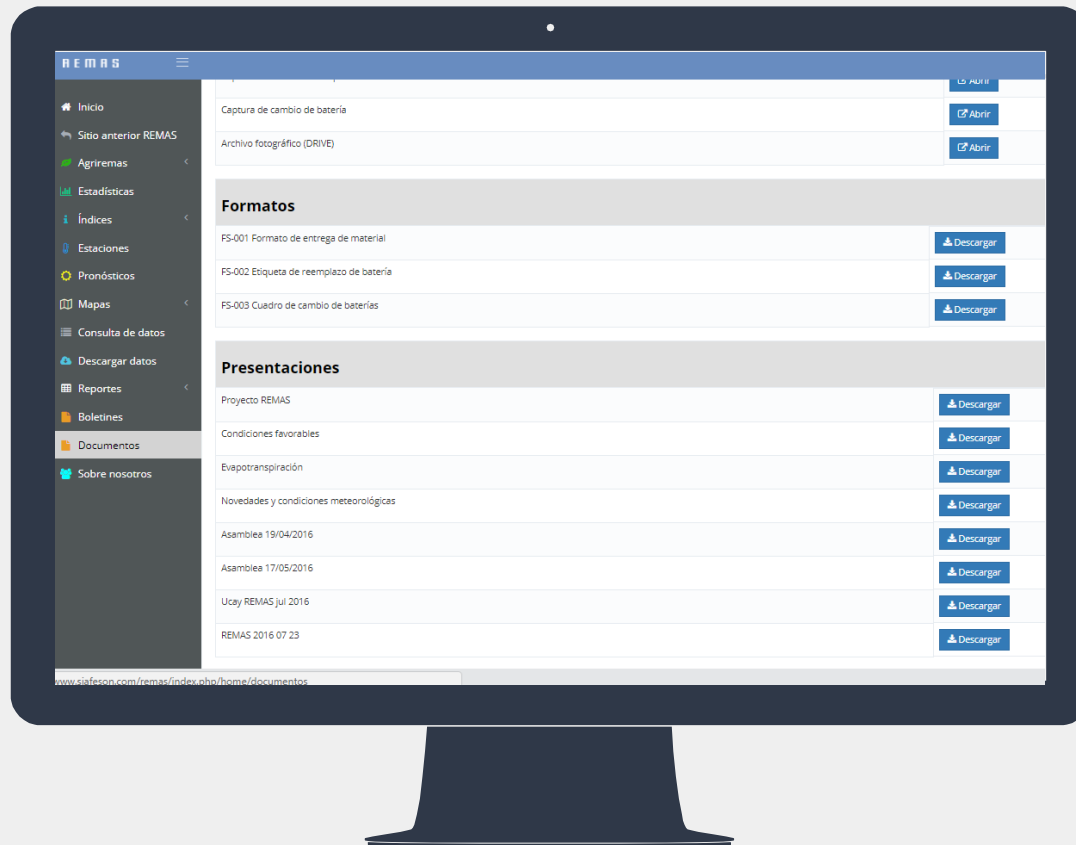 REMAS
Inicio
Sitio anterior REMAS
Agriremas
Estadísticas
Índices
Estaciones
Pronósticos
Mapas
Consulta de datos
Descargar datos
Reportes
Boletines
Documentos
Sobre nosotros
Abrir
Captura de cambio de batería Abrir
Archivo fotográfico (DRIVE) Abrir
Formatos
FS-001 Formato de entrega de material Descargar
FS-002 Etiqueta de reemplazo de batería Descargar
FS-003 Cuadro de cambio de baterías Descargar
Presentaciones
Proyecto REMAS Descargar
Condiciones favorables Descargar
Evapotranspiración Descargar
Novedades y condiciones meteorológicas Descargar
Asamblea 19/04/2016 Descargar
Asamblea 17/05/2016 Descargar
Ucay REMAS jul 2016 Descargar
REMAS 2016 07 23 Descargar
www.siafeson.com/remas/index.php/home/documentos